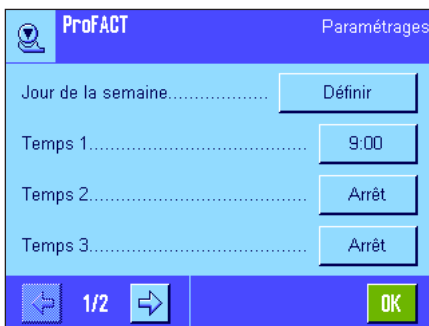 ProFACT Paramétrages
Jour de la semaine.................. Définir
Temps 1........................................ 9:00
Temps 2........................................ Arrêt
Temps 3........................................ Arrêt
1/2 OK